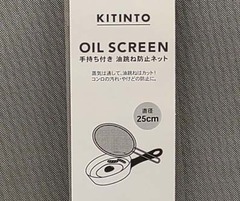 KITINTO
OIL SCREEN
手持ち付き 油跳ね防止ネット
蒸気は通して、油跳ねはカット!
コンロの汚れ・やけどの防止に。
直径
25cm